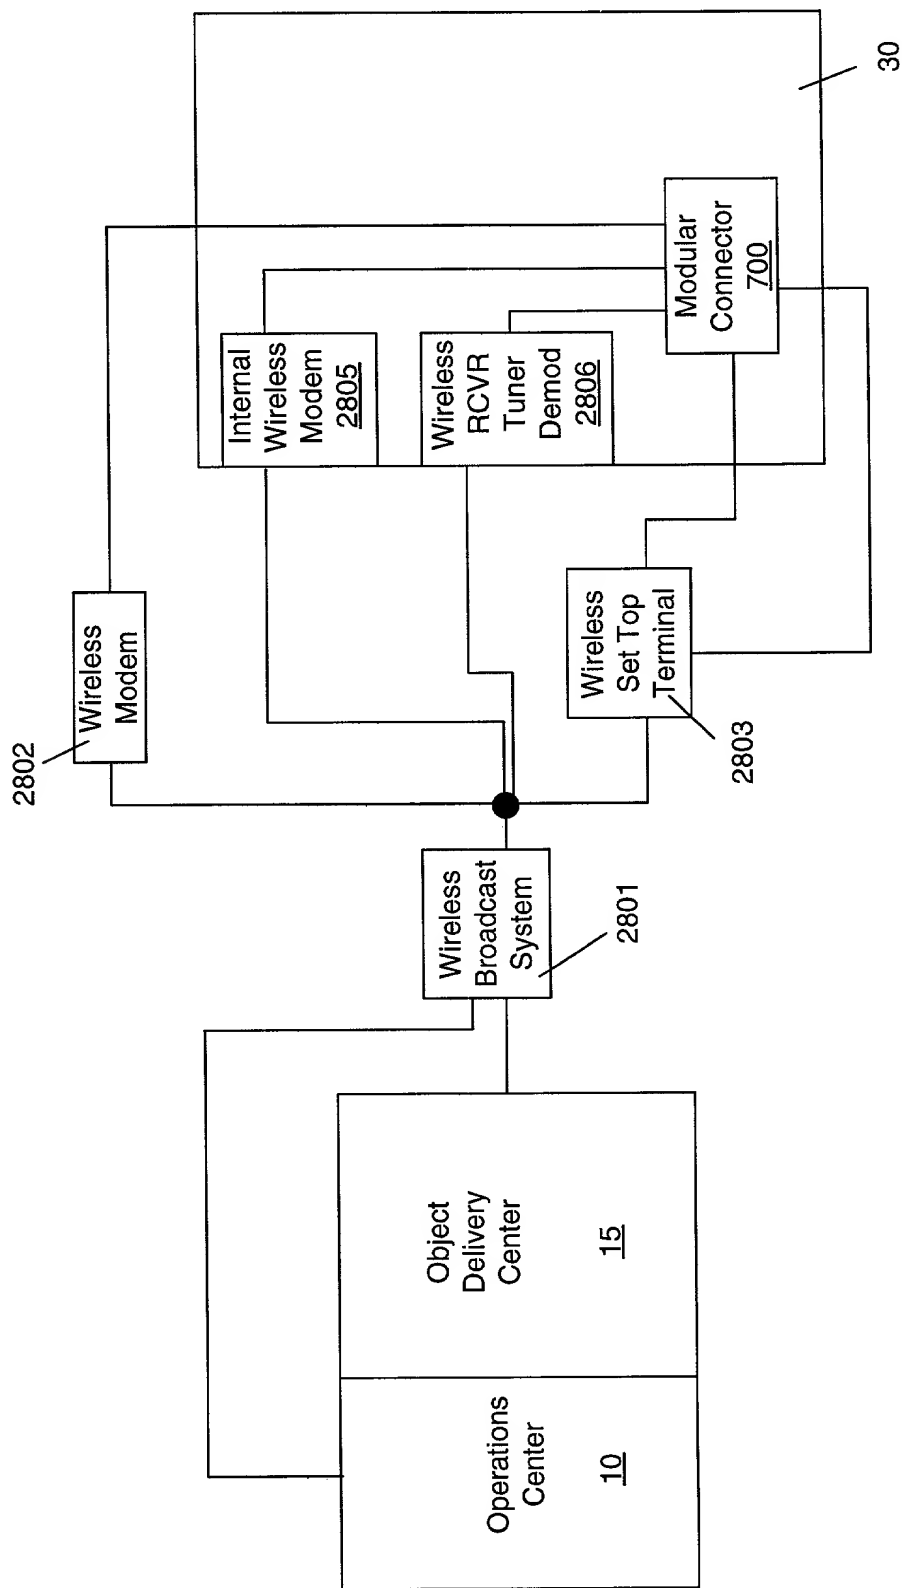 Operations
Center
10
Object
Delivery
Center
15
Wireless
Broadcast
System
2801
2802
Wireless
Modem
Wireless
Set Top
Terminal
2803
Internal
Wireless
Modem
2805
Wireless
RCVR
Tuner
Demod
2806
Modular
Connector
700
30